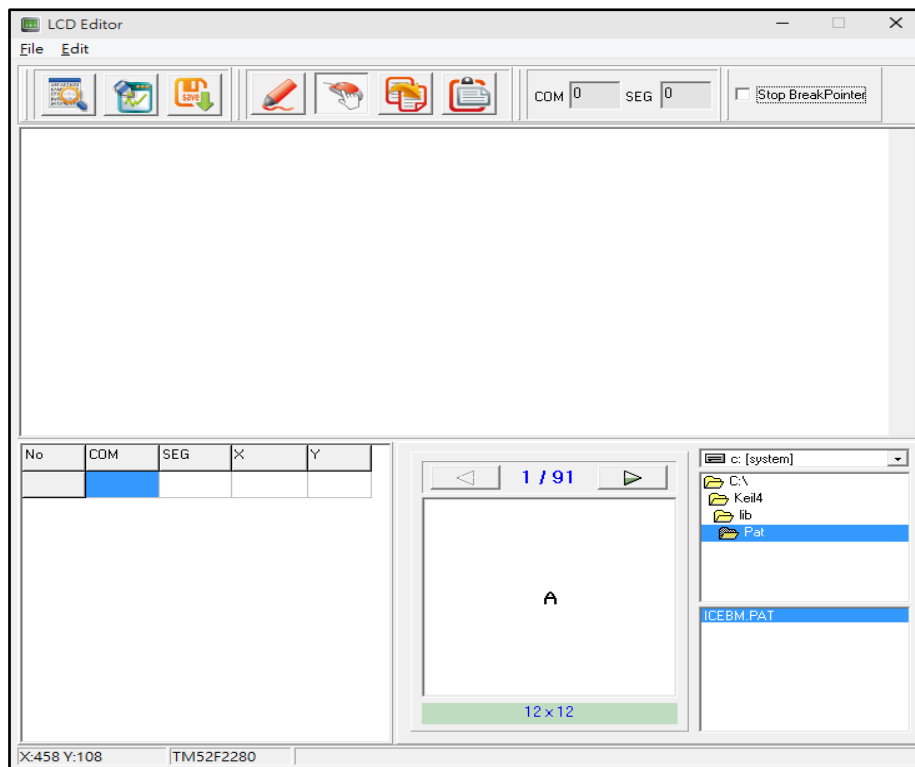 LCD Editor
File Edit
save
COM 0 SEG 0 Stop BreakPointer
No COM SEG X Y
1 / 91
A
12 x 12
c: [system]
C:\
Keil4
lib
Pat
ICEBM.PAT
X:458 Y:108 TM52F2280